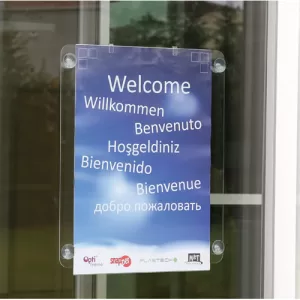 Welcome
Willkommen
Benvenuto
Hoşgeldiniz
Bienvenido
Bienvenue
добро пожаловать